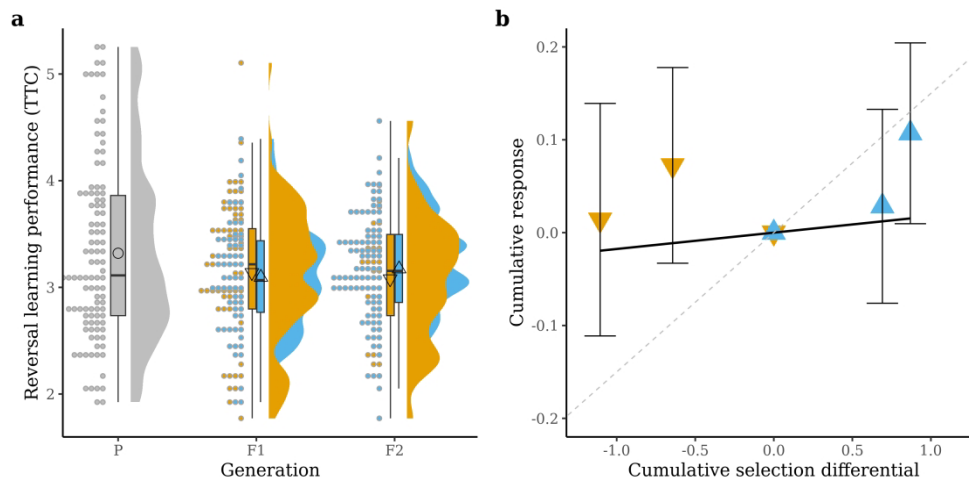 a
Reversal learning performance (TTC)
5
4
3
2
P
F1
F2
Generation
b
Cumulative response
0.2
0.1
0.0
-0.1
-0.2
-1.0
-0.5
0.0
0.5
1.0
Cumulative selection differential